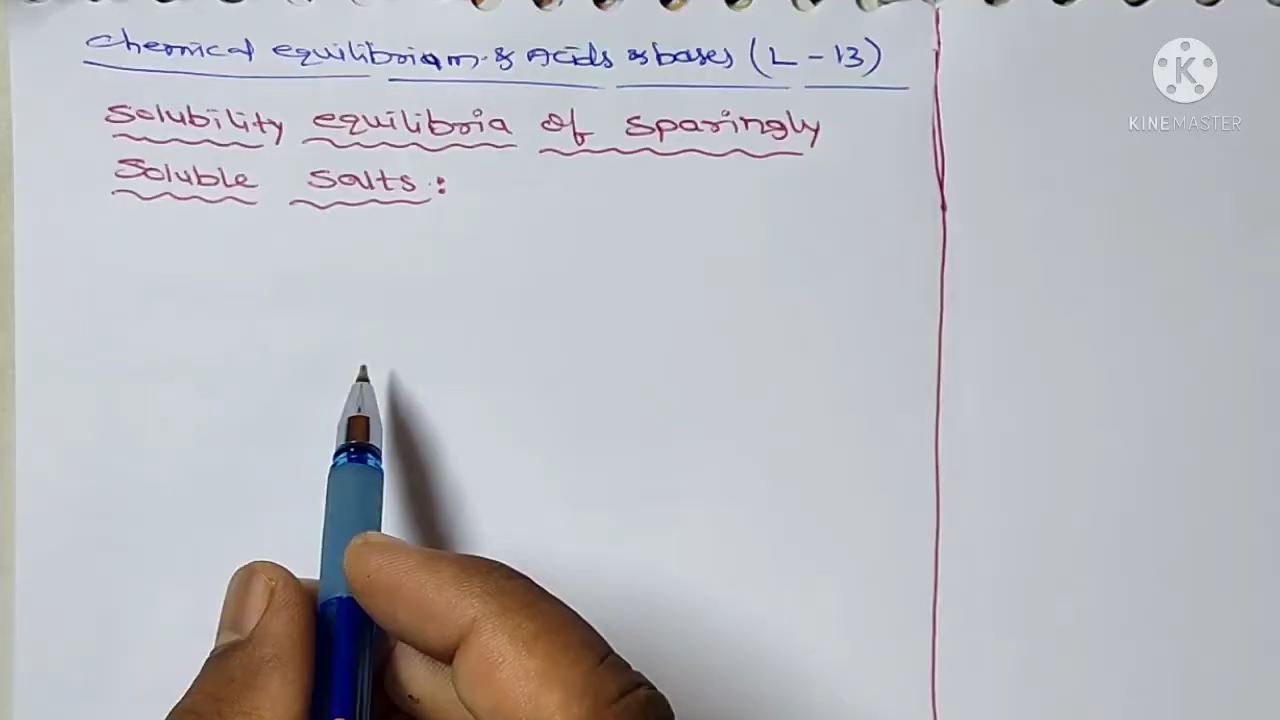 Chemical equilibrium & Acids & bases (L-13)
Solubility equilibria of sparingly
Soluble salts:
K
KINEMASTER